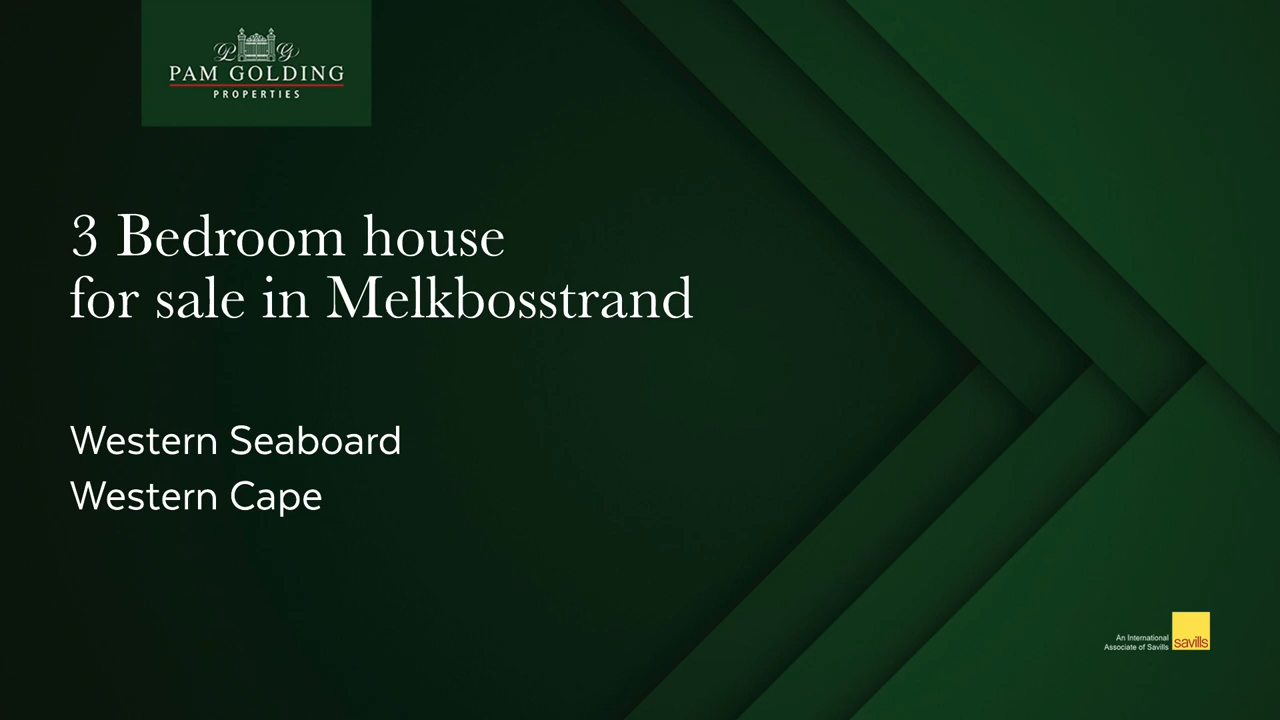 P G
PAM GOLDING
PROPERTIES
3 Bedroom house
for sale in Melkbosstrand
Western Seaboard
Western Cape
An International
Associate of Savills
savills